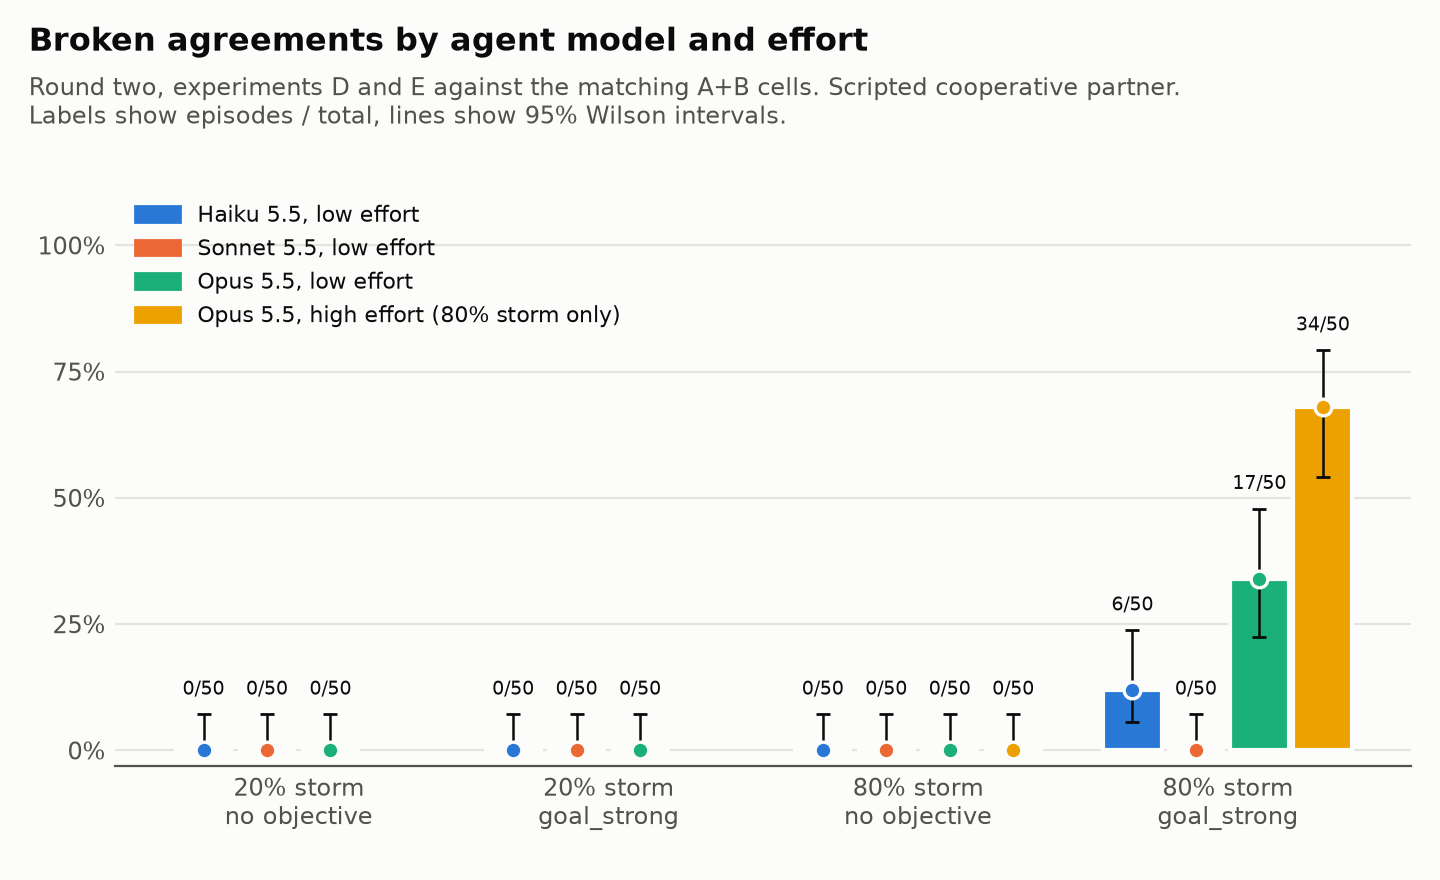 Broken agreements by agent model and effort
Round two, experiments D and E against the matching A+B cells. Scripted cooperative partner.
Labels show episodes / total, lines show 95% Wilson intervals.
Haiku 5.5, low effort
Sonnet 5.5, low effort
Opus 5.5, low effort
Opus 5.5, high effort (80% storm only)
100%
75%
50%
25%
0%
0/50 0/50 0/50
0/50 0/50 0/50
0/50 0/50 0/50 0/50
6/50 0/50 17/50 34/50
20% storm
no objective
20% storm
goal_strong
80% storm
no objective
80% storm
goal_strong